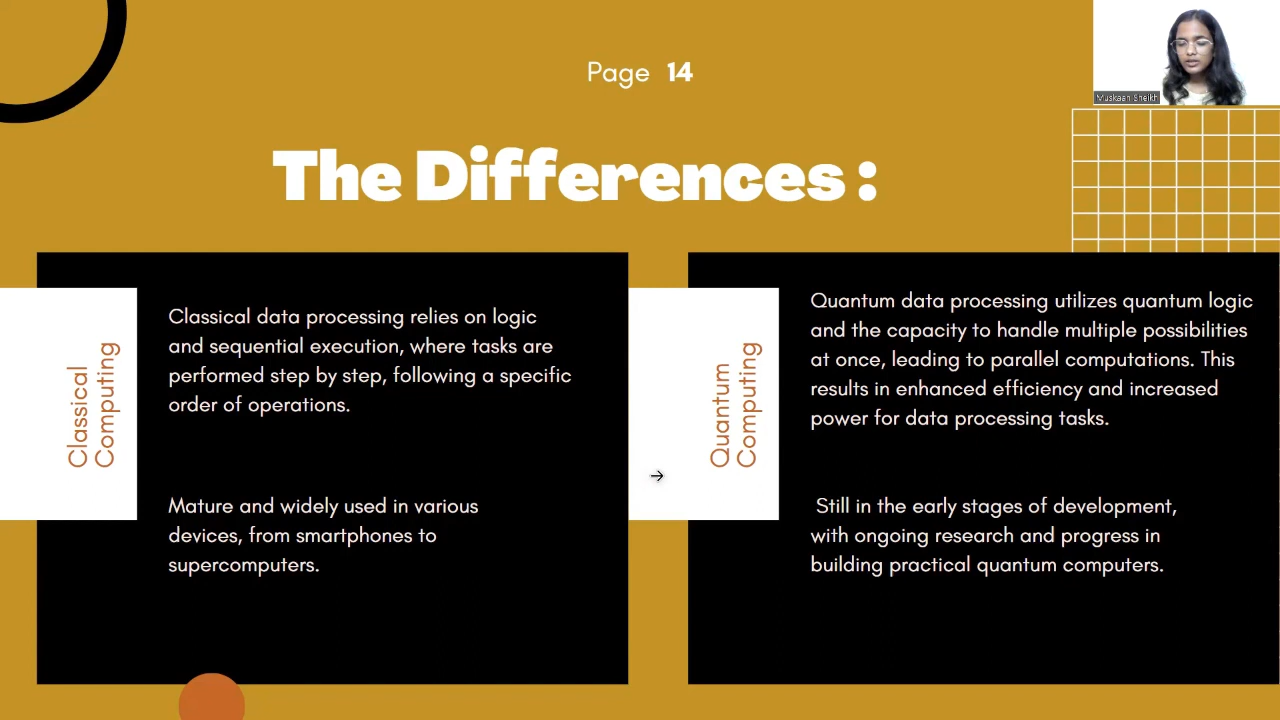 Page 14
Muskaan Sheikh
The Differences :
Classical
Computing
Classical data processing relies on logic
and sequential execution, where tasks are
performed step by step, following a specific
order of operations.
Mature and widely used in various
devices, from smartphones to
supercomputers.
Quantum
Computing
Quantum data processing utilizes quantum logic
and the capacity to handle multiple possibilities
at once, leading to parallel computations. This
results in enhanced efficiency and increased
power for data processing tasks.
Still in the early stages of development,
with ongoing research and progress in
building practical quantum computers.